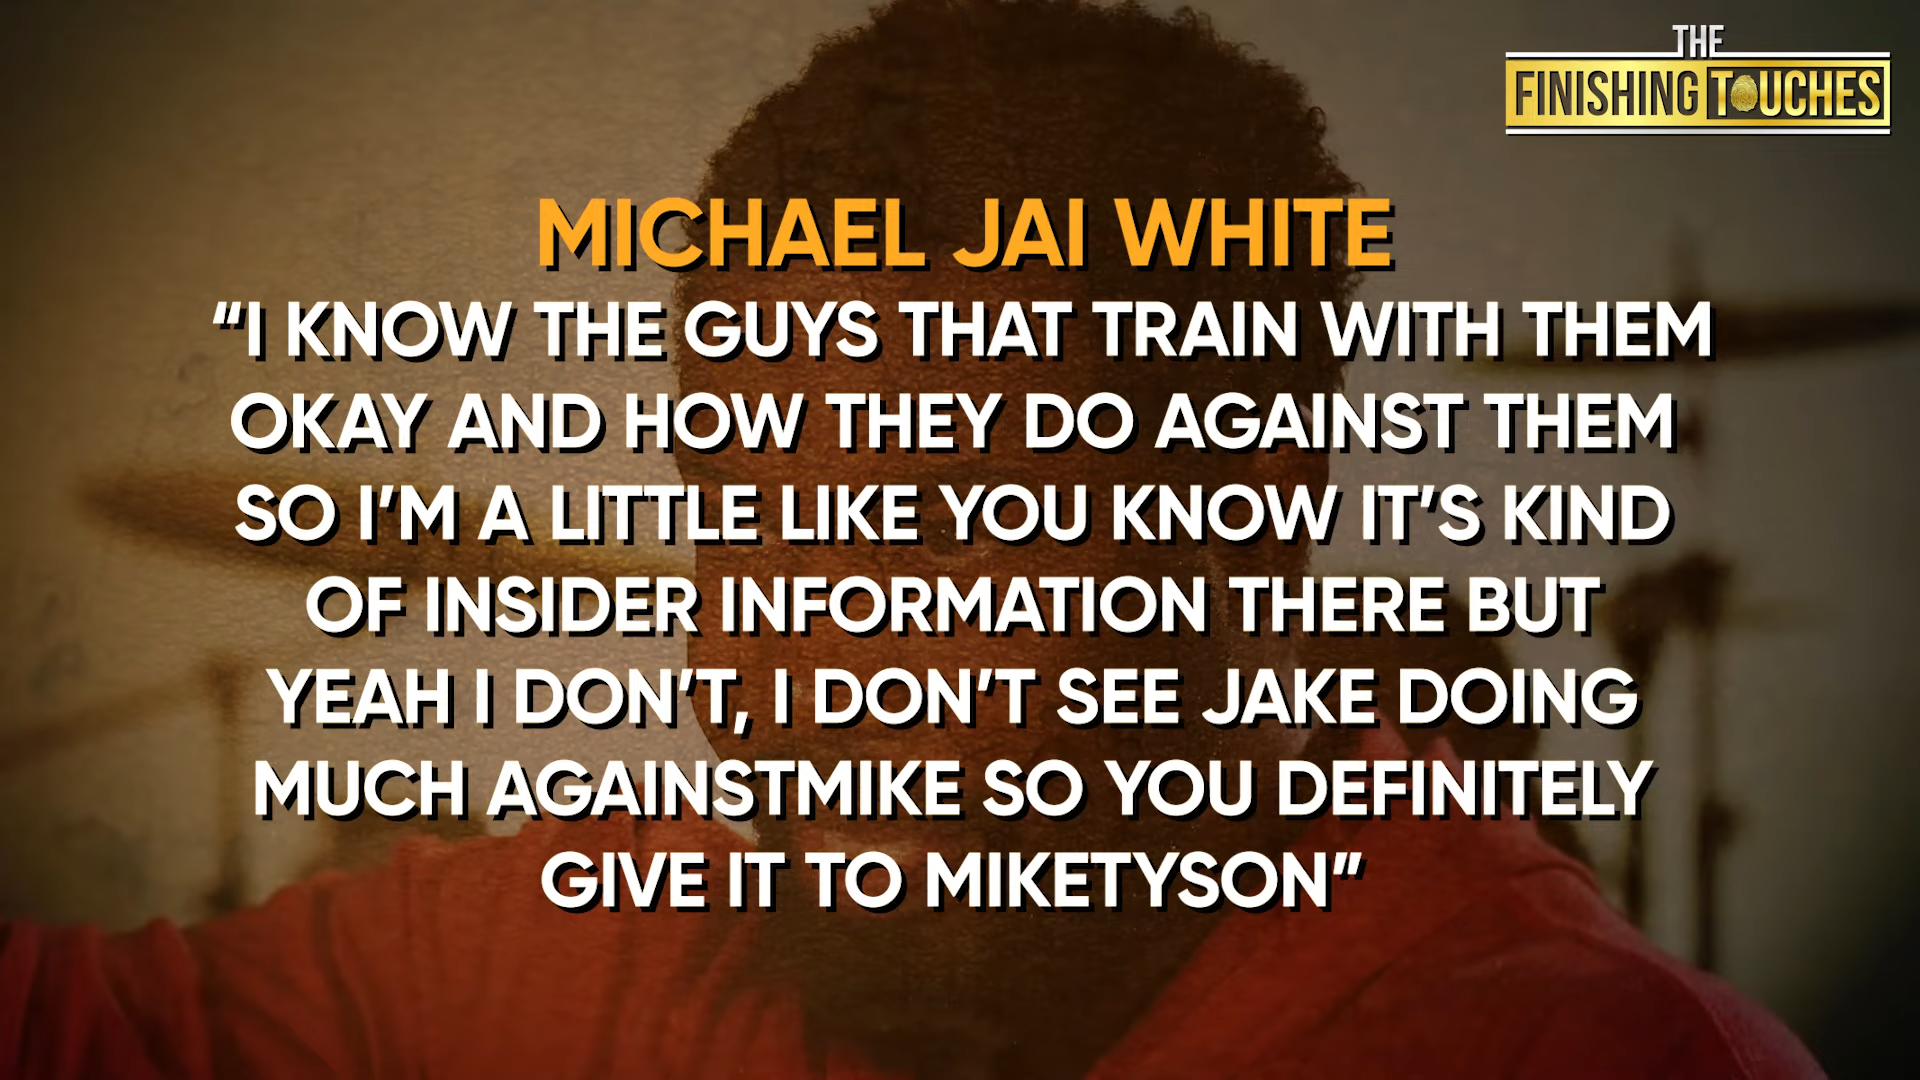 THE
FINISHING TOUCHES
MICHAEL JAI WHITE
“I KNOW THE GUYS THAT TRAIN WITH THEM
OKAY AND HOW THEY DO AGAINST THEM
SO I’M A LITTLE LIKE YOU KNOW IT’S KIND
OF INSIDER INFORMATION THERE BUT
YEAH I DON’T, I DON’T SEE JAKE DOING
MUCH AGAINSTMIKE SO YOU DEFINITELY
GIVE IT TO MIKETYSON”